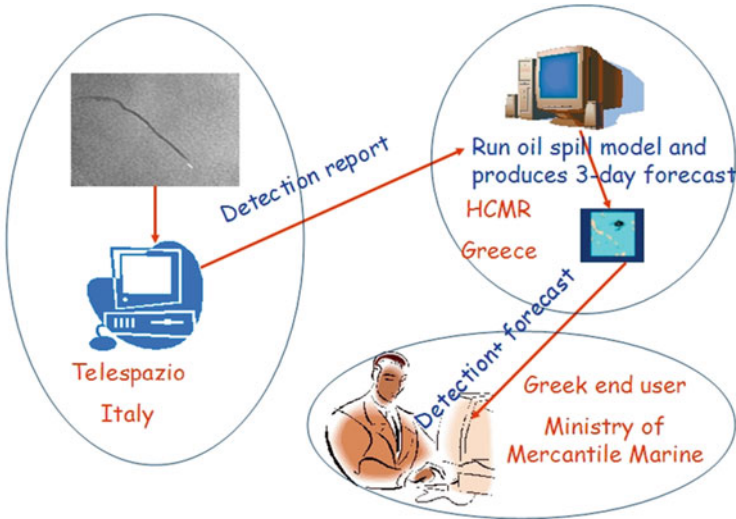 Telespazio
Italy
Detection report
Run oil spill model and
produces 3-day forecast
HCMR
Greece
Detection+ forecast
Greek end user
Ministry of
Mercantile Marine